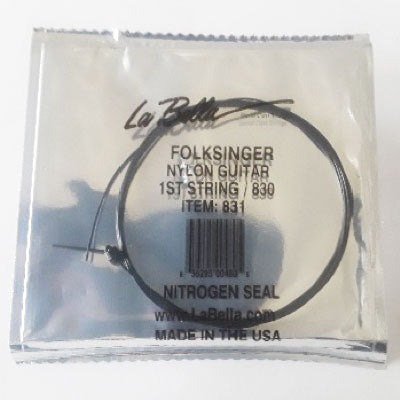 La Bella
FOLKSINGER
NYLON GUITAR
1ST STRING / 830
ITEM: 831
NITROGEN SEAL
www.LaBella.com
MADE IN THE USA